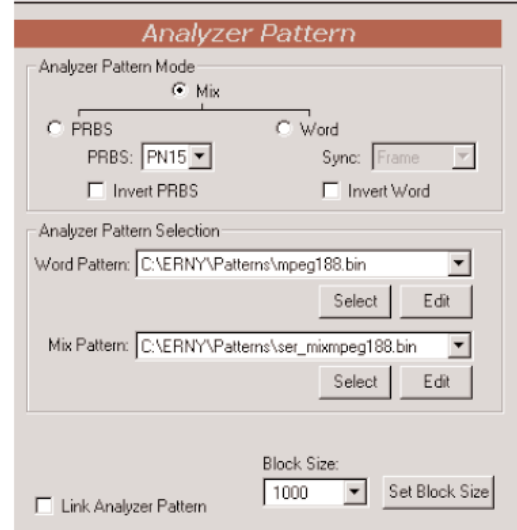 Analyzer Pattern
Analyzer Pattern Mode
Mix
PRBS Word
PRBS: PN15 Sync: Frame
Invert PRBS Invert Word
Analyzer Pattern Selection
Word Pattern: C:\ERNY\Patterns\mpeg188.bin
Select Edit
Mix Pattern: C:\ERNY\Patterns\ser_mixmpeg188.bin
Select Edit
Block Size:
1000 Set Block Size
Link Analyzer Pattern